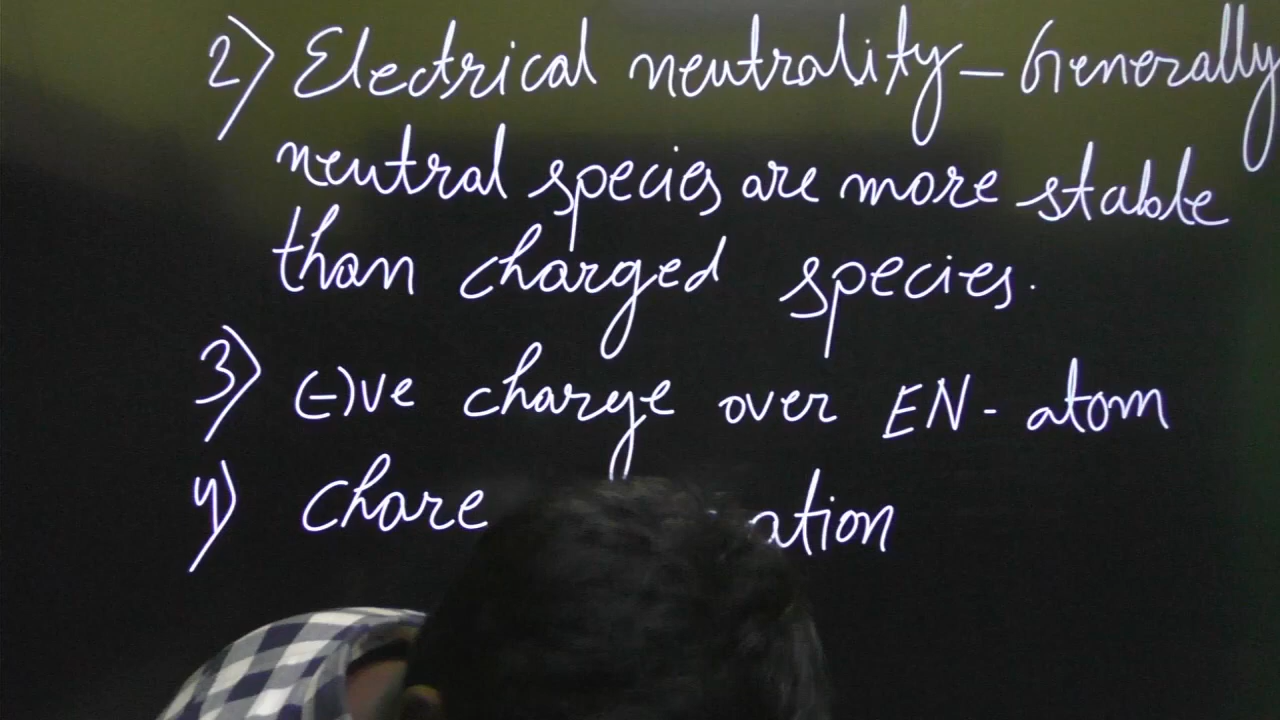 2) Electrical neutrality - Generally
neutral species are more stable
than charged species.
3) (-)ve charge over EN- atom
4) Chare